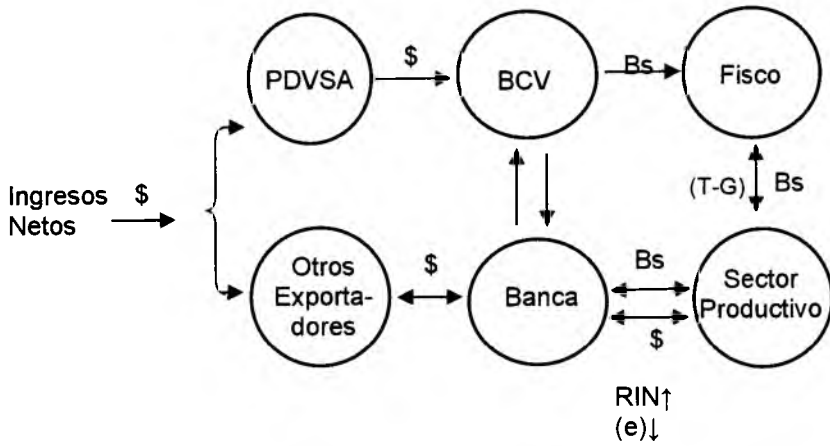 $
PDVSA
BCV
Bs
Fisco
Ingresos
Netos
$
(T-G)
Bs
Otros
Exporta-
dores
$
Banca
Bs
$
Sector
Productivo
RIN↑
(e)↓